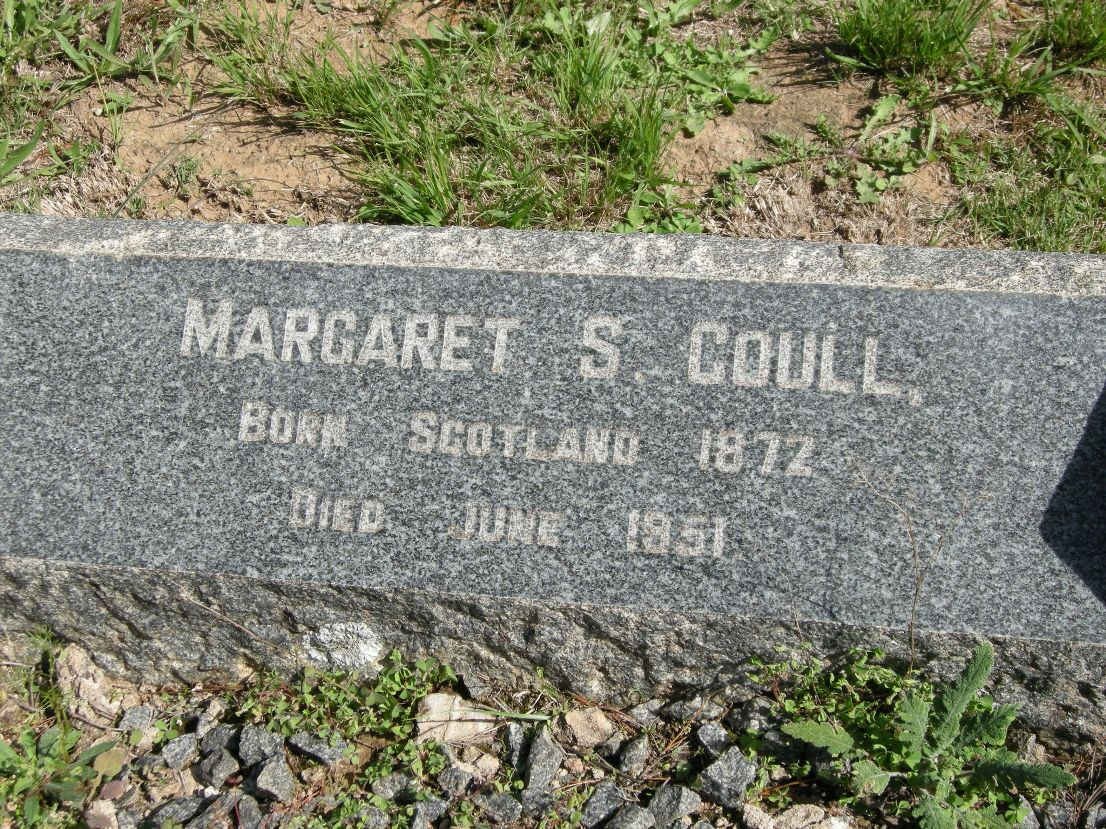 MARGARET S. COULL,
BORN SCOTLAND 1872
DIED JUNE 1951